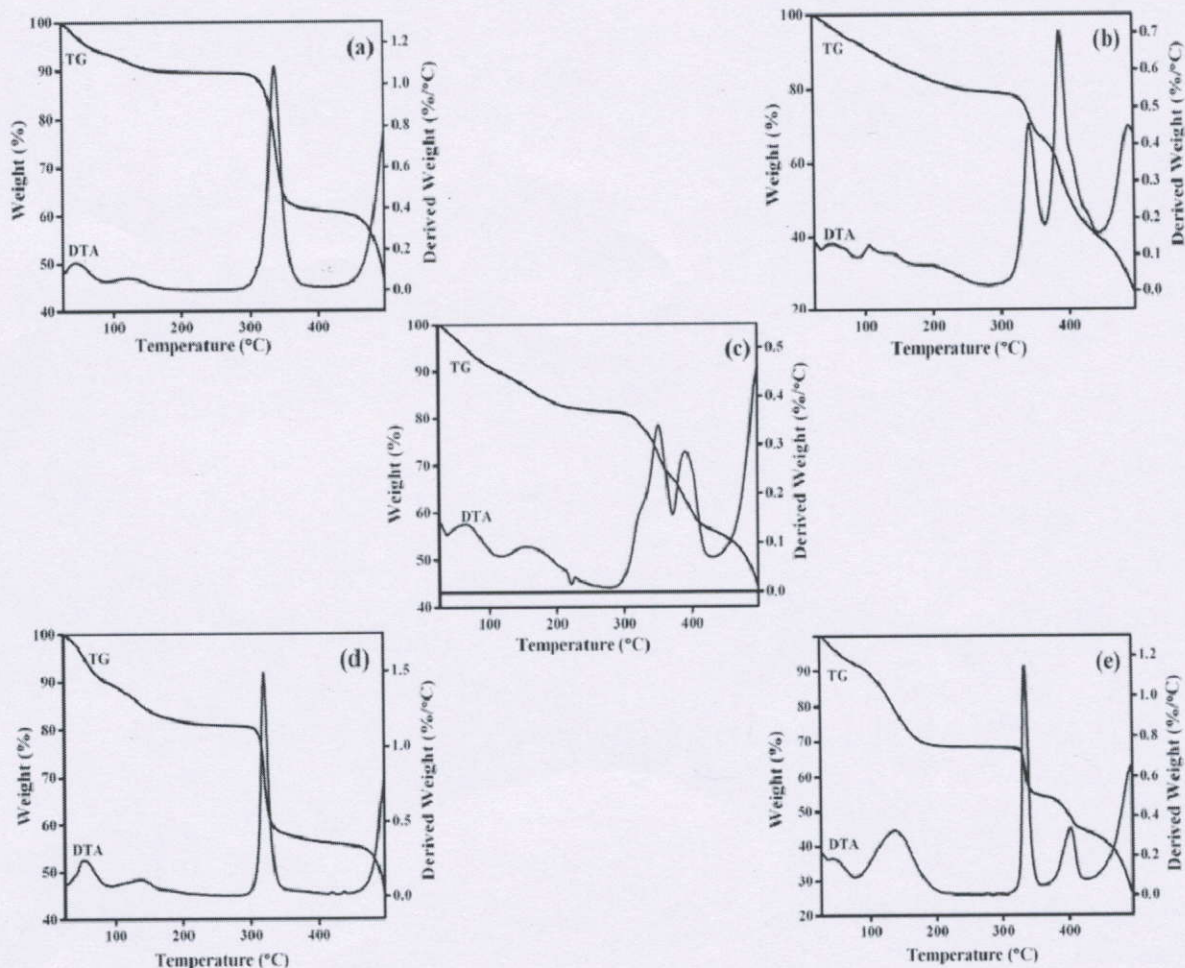 100
90
80
70
60
50
40
100
200
300
400
1.2
1.0
0.8
0.6
0.4
0.2
0.0
(a)
TG
DTA
Weight (%)
Derived Weight (%/°C)
Temperature (°C)
100
80
60
40
20
100
200
300
400
0.7
0.6
0.5
0.4
0.3
0.2
0.1
0.0
(b)
TG
DTA
Weight (%)
Derived Weight (%/°C)
Temperature (°C)
100
90
80
70
60
50
40
100
200
300
400
0.5
0.4
0.3
0.2
0.1
0.0
(c)
TG
DTA
Weight (%)
Derived Weight (%/°C)
Temperature (°C)
100
90
80
70
60
50
40
100
200
300
400
1.5
1.0
0.5
0.0
(d)
TG
DTA
Weight (%)
Derived Weight (%/°C)
Temperature (°C)
90
80
70
60
50
40
30
20
100
200
300
400
1.2
1.0
0.8
0.6
0.4
0.2
0.0
(e)
TG
DTA
Weight (%)
Derived Weight (%/°C)
Temperature (°C)